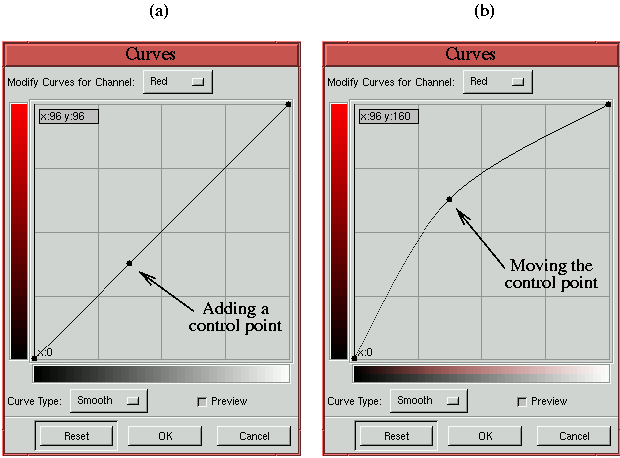 (a)
Curves
Modify Curves for Channel: Red
x:96 y:96
Adding a
control point
x:0
Curve Type: Smooth Preview
Reset OK Cancel
(b)
Curves
Modify Curves for Channel: Red
x:96 y:160
Moving the
control point
x:0
Curve Type: Smooth Preview
Reset OK Cancel